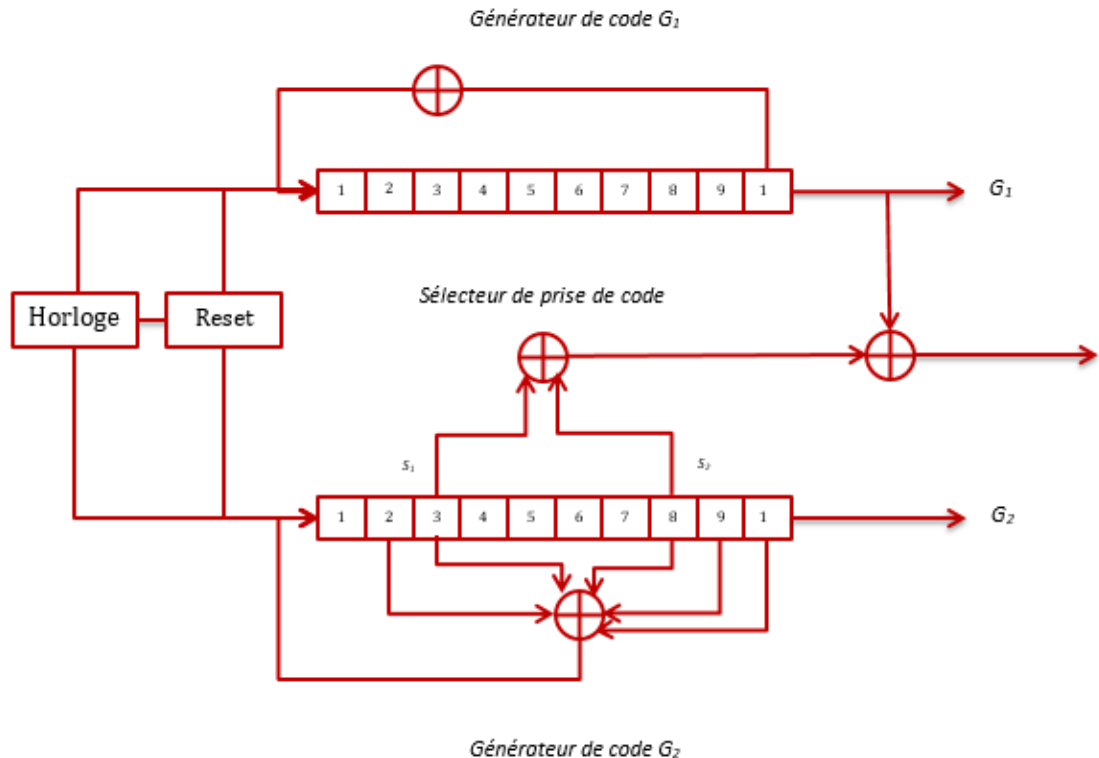 Générateur de code G₁
1 2 3 4 5 6 7 8 9 1
G₁
Horloge
Reset
Sélecteur de prise de code
s₁
s₂
1 2 3 4 5 6 7 8 9 1
G₂
Générateur de code G₂